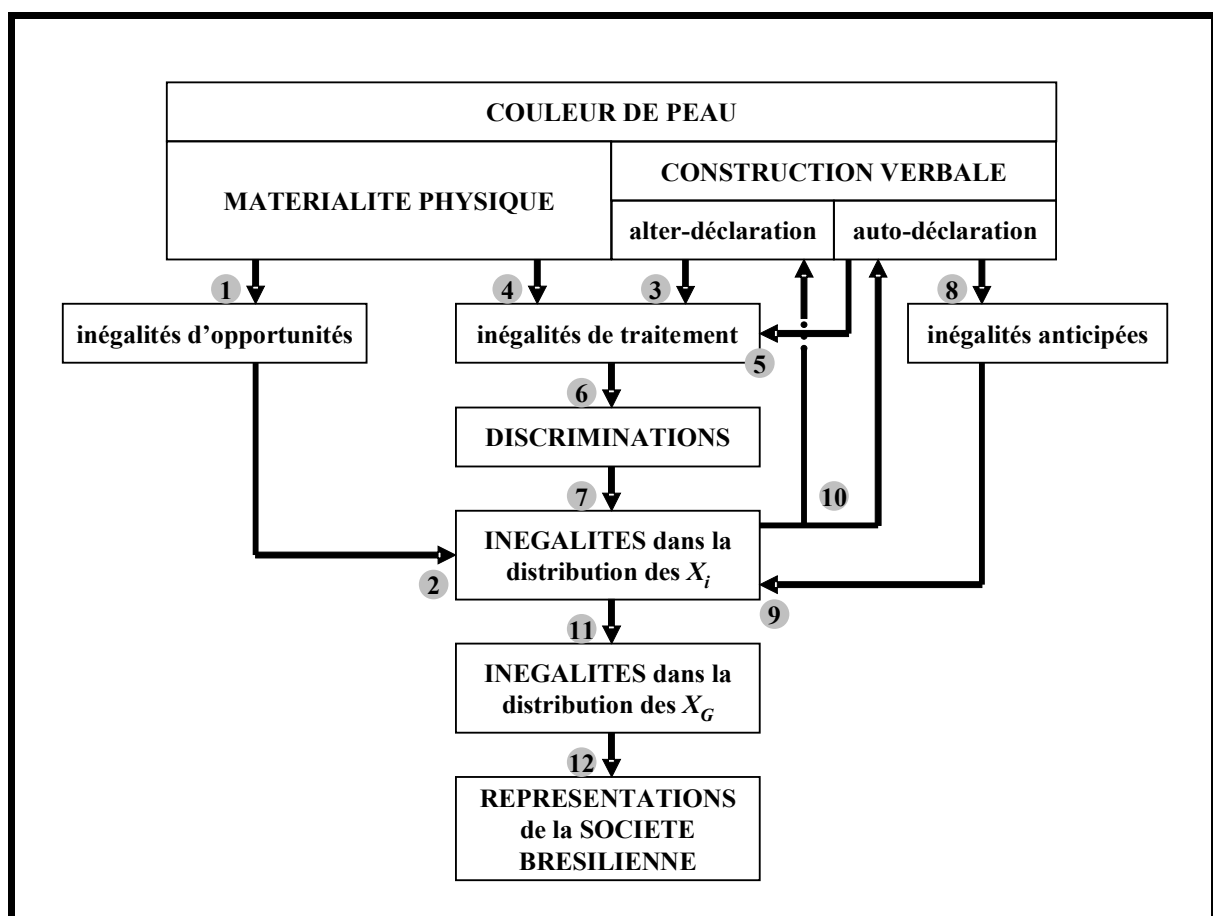 COULEUR DE PEAU
MATERIALITE PHYSIQUE
CONSTRUCTION VERBALE
alter-déclaration
auto-déclaration
1
4
3
8
inégalités d’opportunités
inégalités de traitement
inégalités anticipées
5
6
DISCRIMINATIONS
7
10
INEGALITES dans la
distribution des Xi
2
9
11
INEGALITES dans la
distribution des XG
12
REPRESENTATIONS
de la SOCIETE
BRESILIENNE